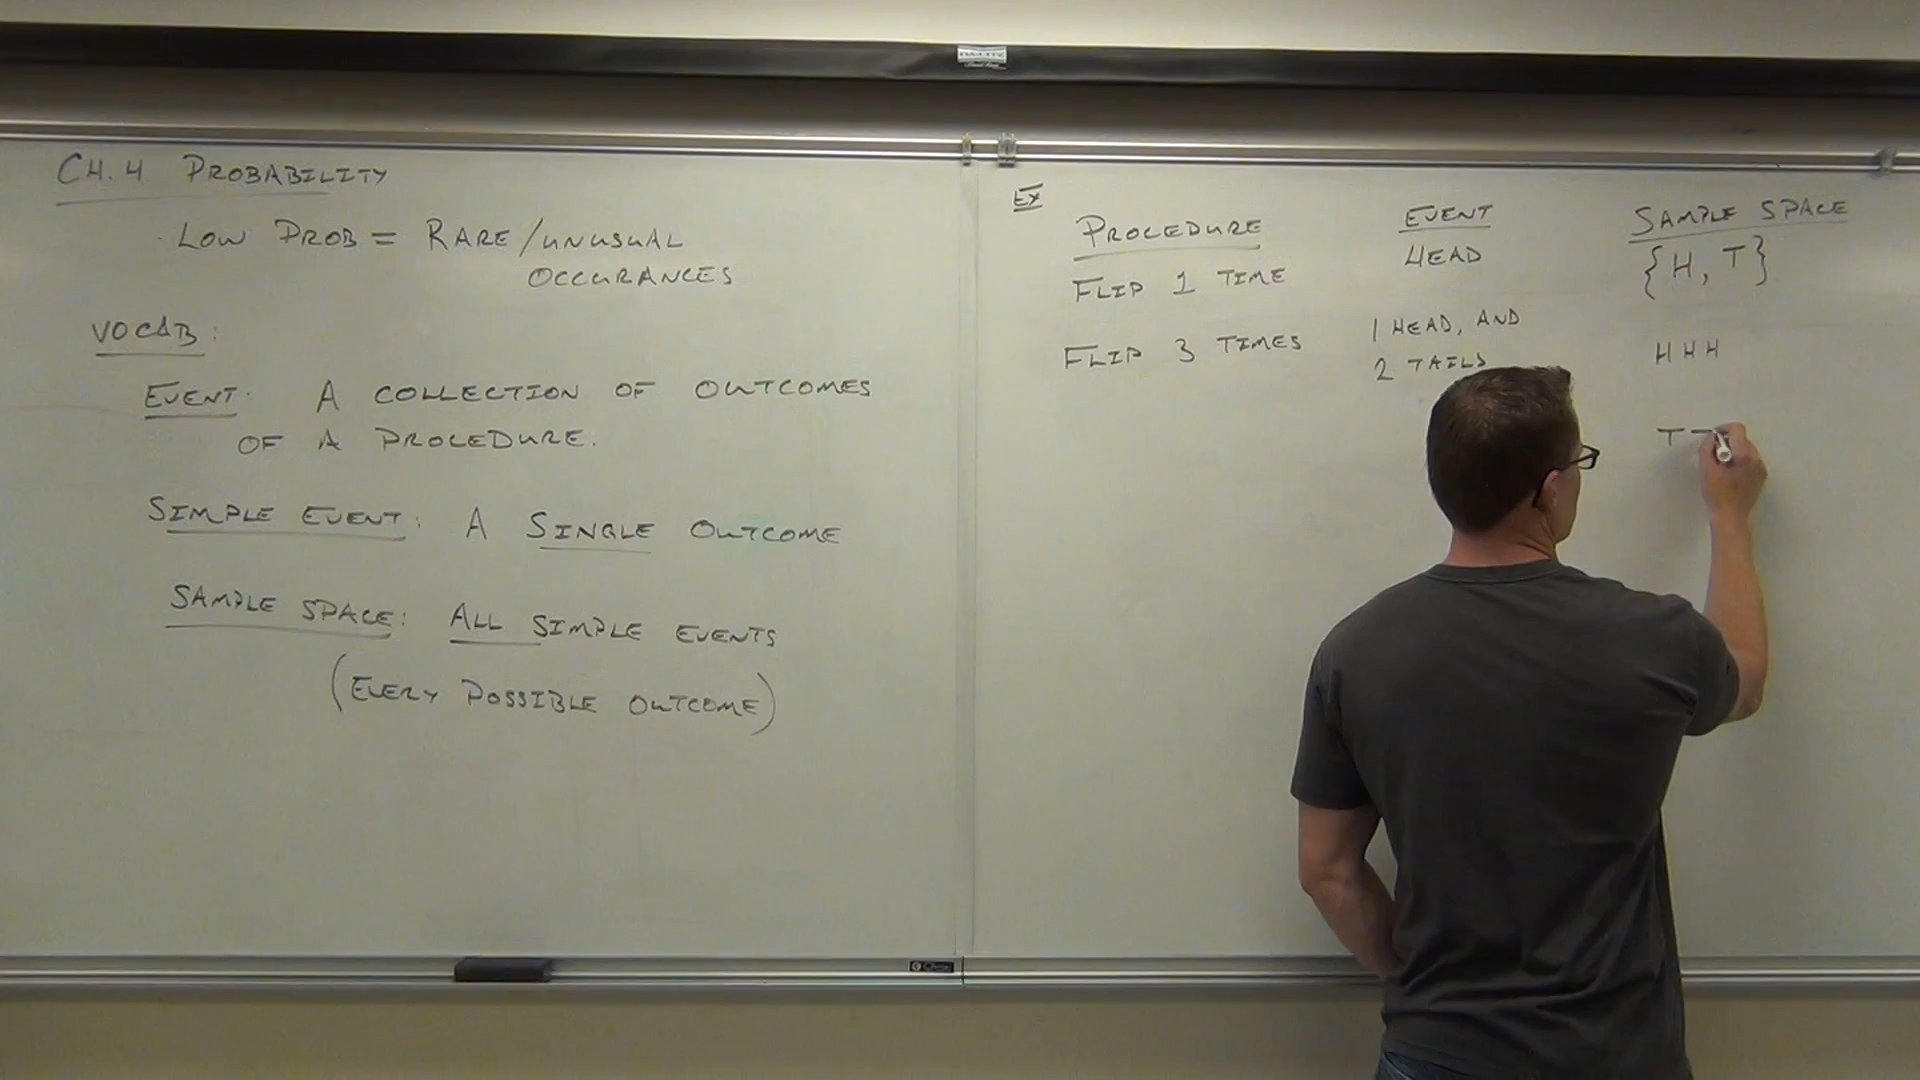 CH. 4 PROBABILITY
LOW PROB = RARE/UNUSUAL
OCCURANCES
VOCAB:
EVENT: A COLLECTION OF OUTCOMES
OF A PROCEDURE.
SIMPLE EVENT: A SINGLE OUTCOME
SAMPLE SPACE: ALL SIMPLE EVENTS
(EVERY POSSIBLE OUTCOME)
EX
PROCEDURE EVENT SAMPLE SPACE
FLIP 1 TIME HEAD {H, T}
FLIP 3 TIMES 1 HEAD, AND
2 TAILS
H H H
T T
DA-LITE